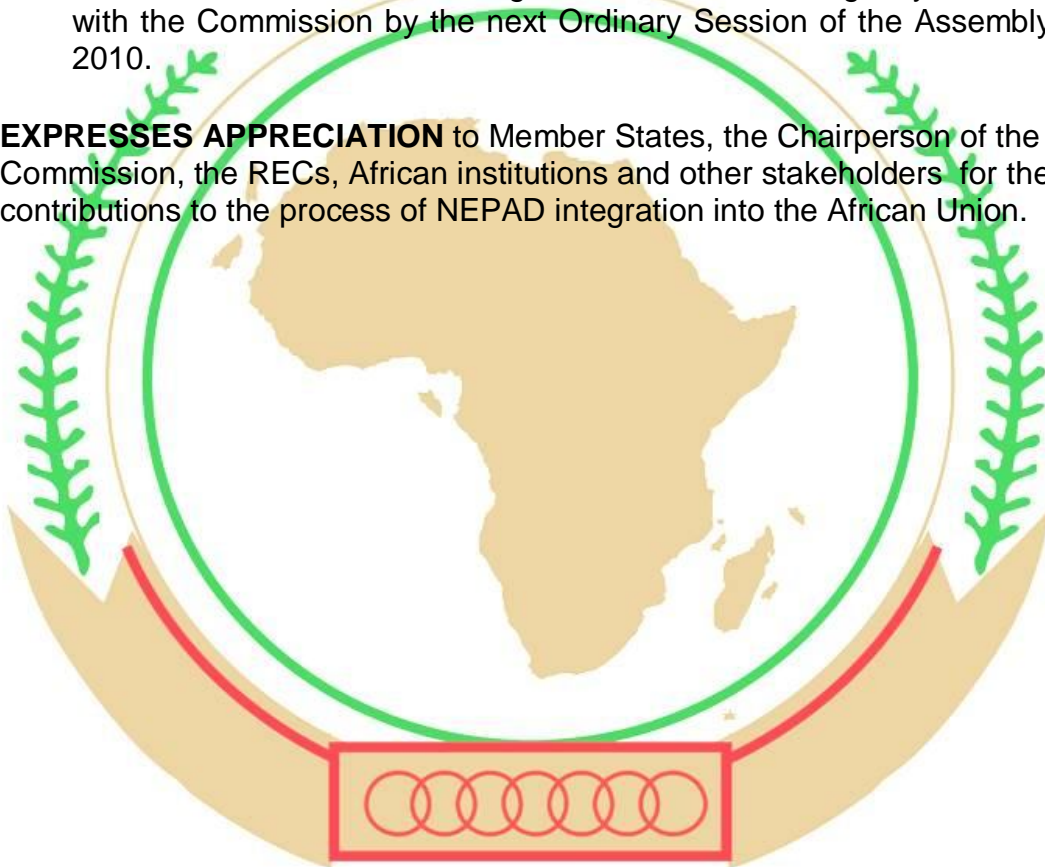 with the Commission by the next Ordinary Session of the Assembly
2010.
EXPRESSES APPRECIATION to Member States, the Chairperson of the
Commission, the RECs, African institutions and other stakeholders for the
contributions to the process of NEPAD integration into the African Union.